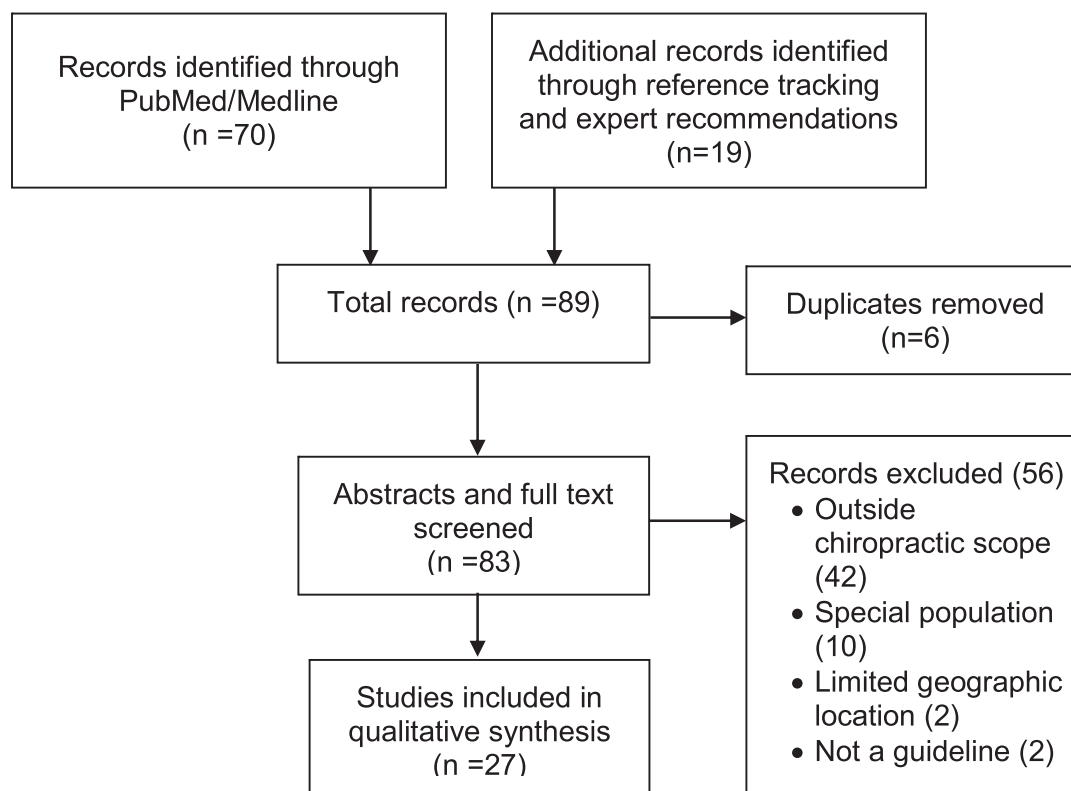 Records identified through
PubMed/Medline
(n =70)
Additional records identified
through reference tracking
and expert recommendations
(n=19)
Total records (n =89)
Duplicates removed
(n=6)
Abstracts and full text
screened
(n =83)
Records excluded (56)
• Outside
chiropractic scope
(42)
• Special population
(10)
• Limited geographic
location (2)
• Not a guideline (2)
Studies included in
qualitative synthesis
(n =27)